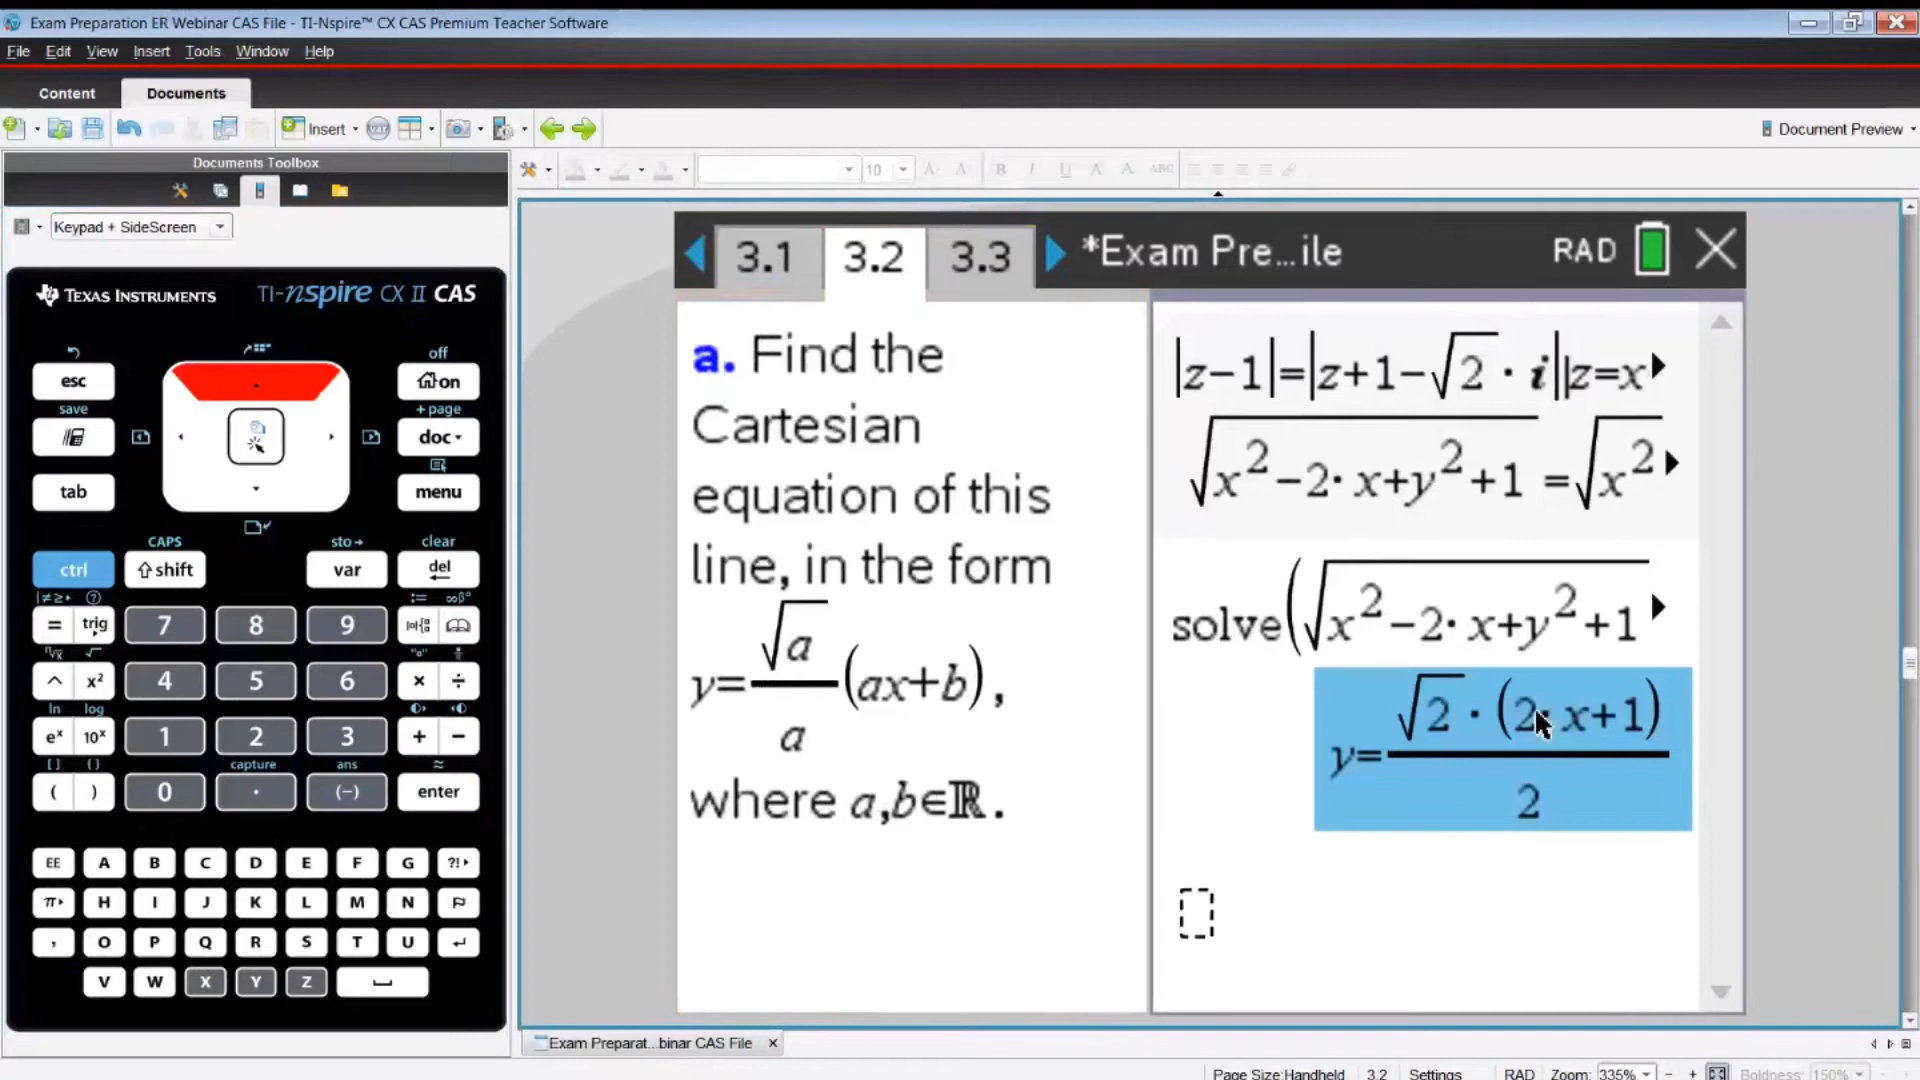 Exam Preparation ER Webinar CAS File - TI-Nspire™ CX CAS Premium Teacher Software
File Edit View Insert Tools Window Help
Content Documents
Insert
Document Preview
Documents Toolbox
10
Keypad + SideScreen
3.1 3.2 3.3 *Exam Pre...ile RAD
TEXAS INSTRUMENTS TI-nspire CX II CAS
esc
off
on
save
+ page
doc
tab
menu
CAPS
sto→
clear
ctrl
shift
var
del
= trig 7 8 9
^ x² 4 5 6 × ÷
ln log
eˣ 10ˣ 1 2 3 + −
[ ] { } capture ans ≈
( ) 0 . (−) enter
EE A B C D E F G ?!▸
π▸ H I J K L M N
, O P Q R S T U
V W X Y Z
a. Find the
Cartesian
equation of this
line, in the form
y=√a/a (ax+b),
where a,b∈ℝ.
|z−1|=|z+1−√2·i||z=x▸
√x²−2·x+y²+1 =√x²▸
solve(√x²−2·x+y²+1▸
y=√2·(2·x+1)/2
Exam Preparat...binar CAS File
Page Size:Handheld 3.2 Settings RAD Zoom: 335% − + Boldness: 150%